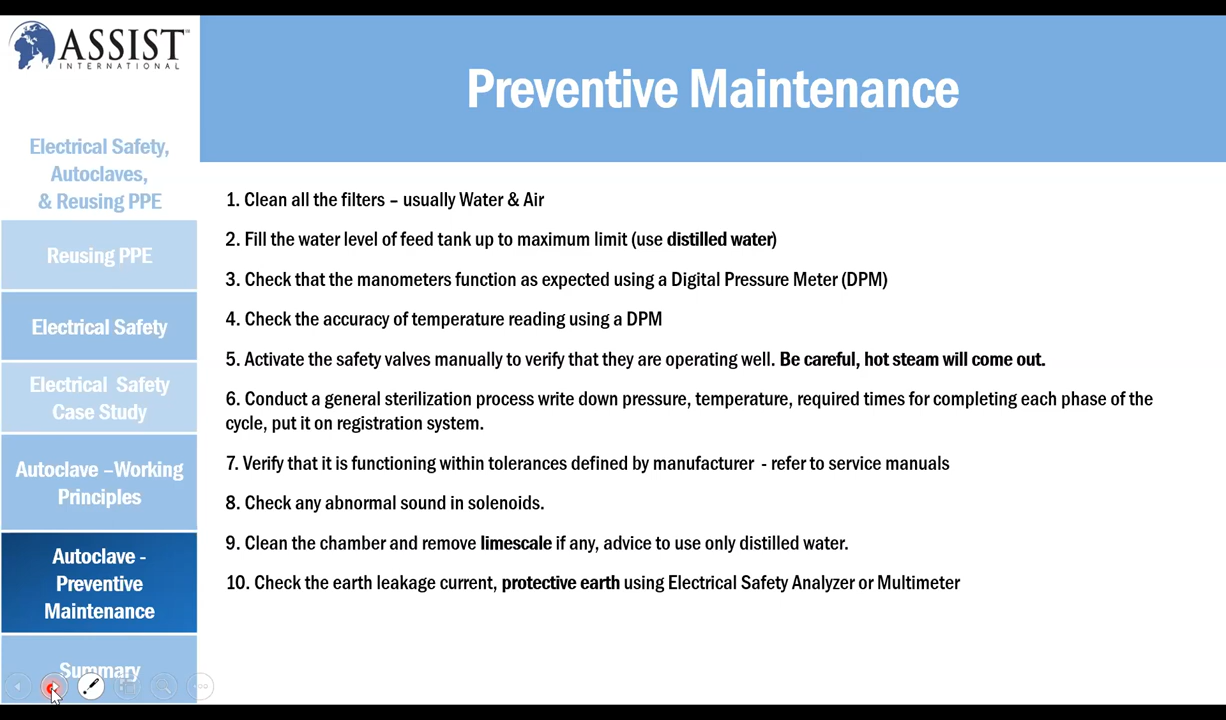 ASSIST
INTERNATIONAL
Preventive Maintenance
Electrical Safety,
Autoclaves,
& Reusing PPE
Reusing PPE
Electrical Safety
Electrical Safety
Case Study
Autoclave –Working
Principles
Autoclave -
Preventive
Maintenance
Summary
1. Clean all the filters – usually Water & Air
2. Fill the water level of feed tank up to maximum limit (use distilled water)
3. Check that the manometers function as expected using a Digital Pressure Meter (DPM)
4. Check the accuracy of temperature reading using a DPM
5. Activate the safety valves manually to verify that they are operating well. Be careful, hot steam will come out.
6. Conduct a general sterilization process write down pressure, temperature, required times for completing each phase of the
cycle, put it on registration system.
7. Verify that it is functioning within tolerances defined by manufacturer - refer to service manuals
8. Check any abnormal sound in solenoids.
9. Clean the chamber and remove limescale if any, advice to use only distilled water.
10. Check the earth leakage current, protective earth using Electrical Safety Analyzer or Multimeter